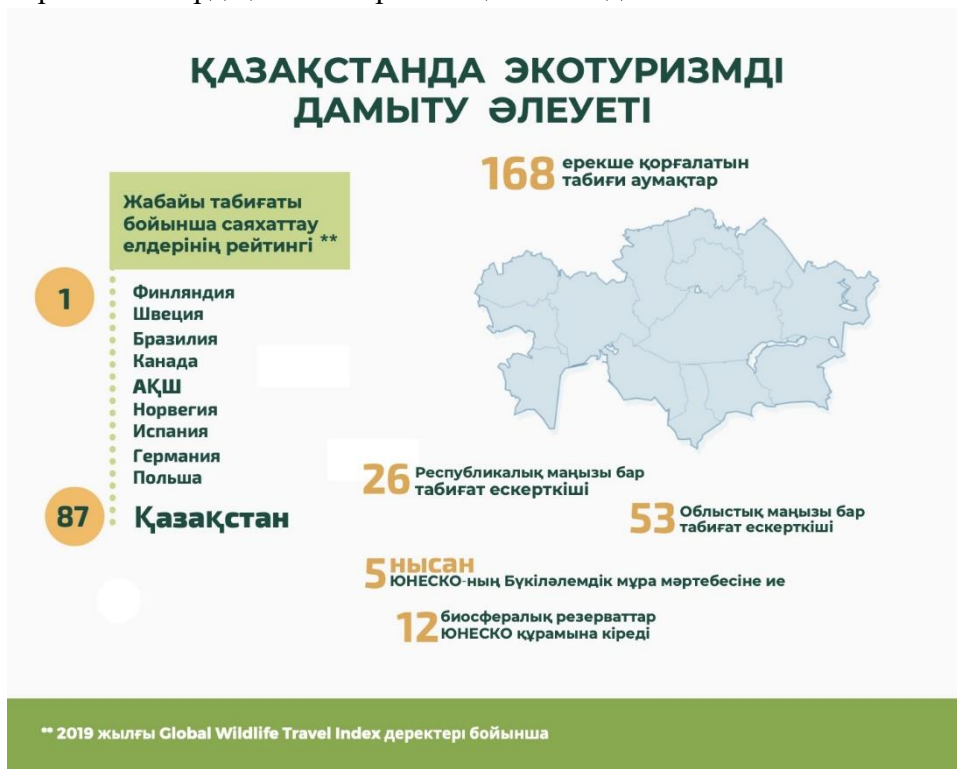 ҚАЗАҚСТАНДА ЭКОТУРИЗМДІ
ДАМЫТУ ӘЛЕУЕТІ
168 ерекше қорғалатын
табиғи аумақтар
Жабайы табиғаты
бойынша саяхаттау
елдерінің рейтингі **
1
Финляндия
Швеция
Бразилия
Канада
АҚШ
Норвегия
Испания
Германия
Польша
87 Қазақстан
26 Республикалық маңызы бар
табиғат ескерткіші
53 Облыстық маңызы бар
табиғат ескерткіші
5 нысан
ЮНЕСКО-ның Бүкіләлемдік мұра мәртебесіне ие
12 биосфералық резерваттар
ЮНЕСКО құрамына кіреді
** 2019 жылғы Global Wildlife Travel Index деректері бойынша